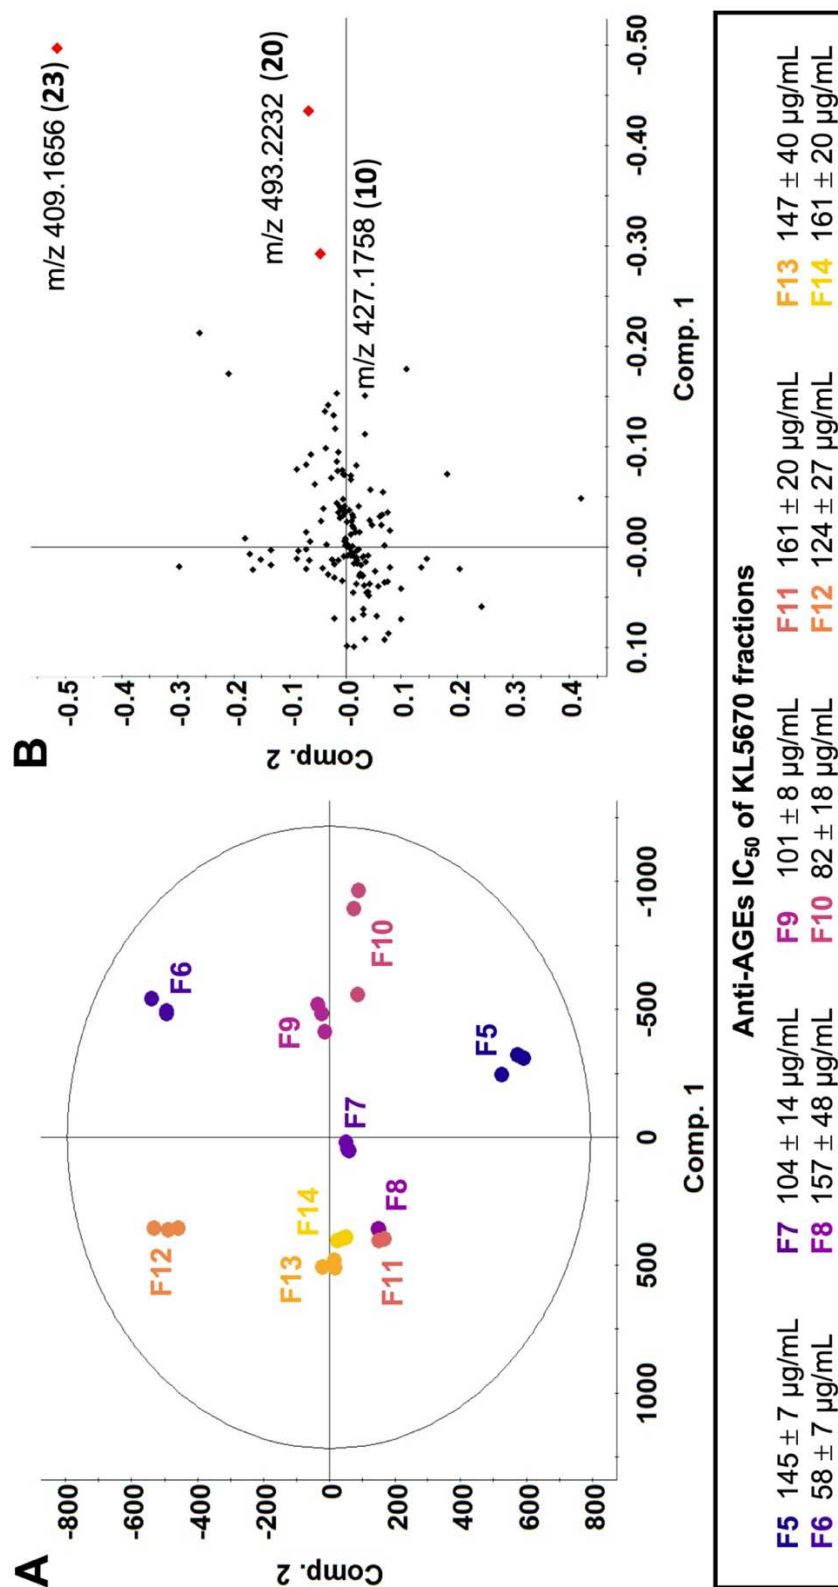 A
Comp. 2
-800
-600
-400
-200
0
200
400
600
800
F12
F6
F13
F14
F9
F7
F8
F11
F10
F5
1000
500
0
-500
-1000
Comp. 1
B
Comp. 2
-0.5
-0.4
-0.3
-0.2
-0.1
-0.0
0.1
0.2
0.3
0.4
m/z 409.1656 (23)
m/z 493.2232 (20)
m/z 427.1758 (10)
0.10
-0.00
-0.10
-0.20
-0.30
-0.40
-0.50
Comp. 1
Anti-AGEs IC50 of KL5670 fractions
F5 145 ± 7 µg/mL F7 104 ± 14 µg/mL F9 101 ± 8 µg/mL F11 161 ± 20 µg/mL F13 147 ± 40 µg/mL
F6 58 ± 7 µg/mL F8 157 ± 48 µg/mL F10 82 ± 18 µg/mL F12 124 ± 27 µg/mL F14 161 ± 20 µg/mL